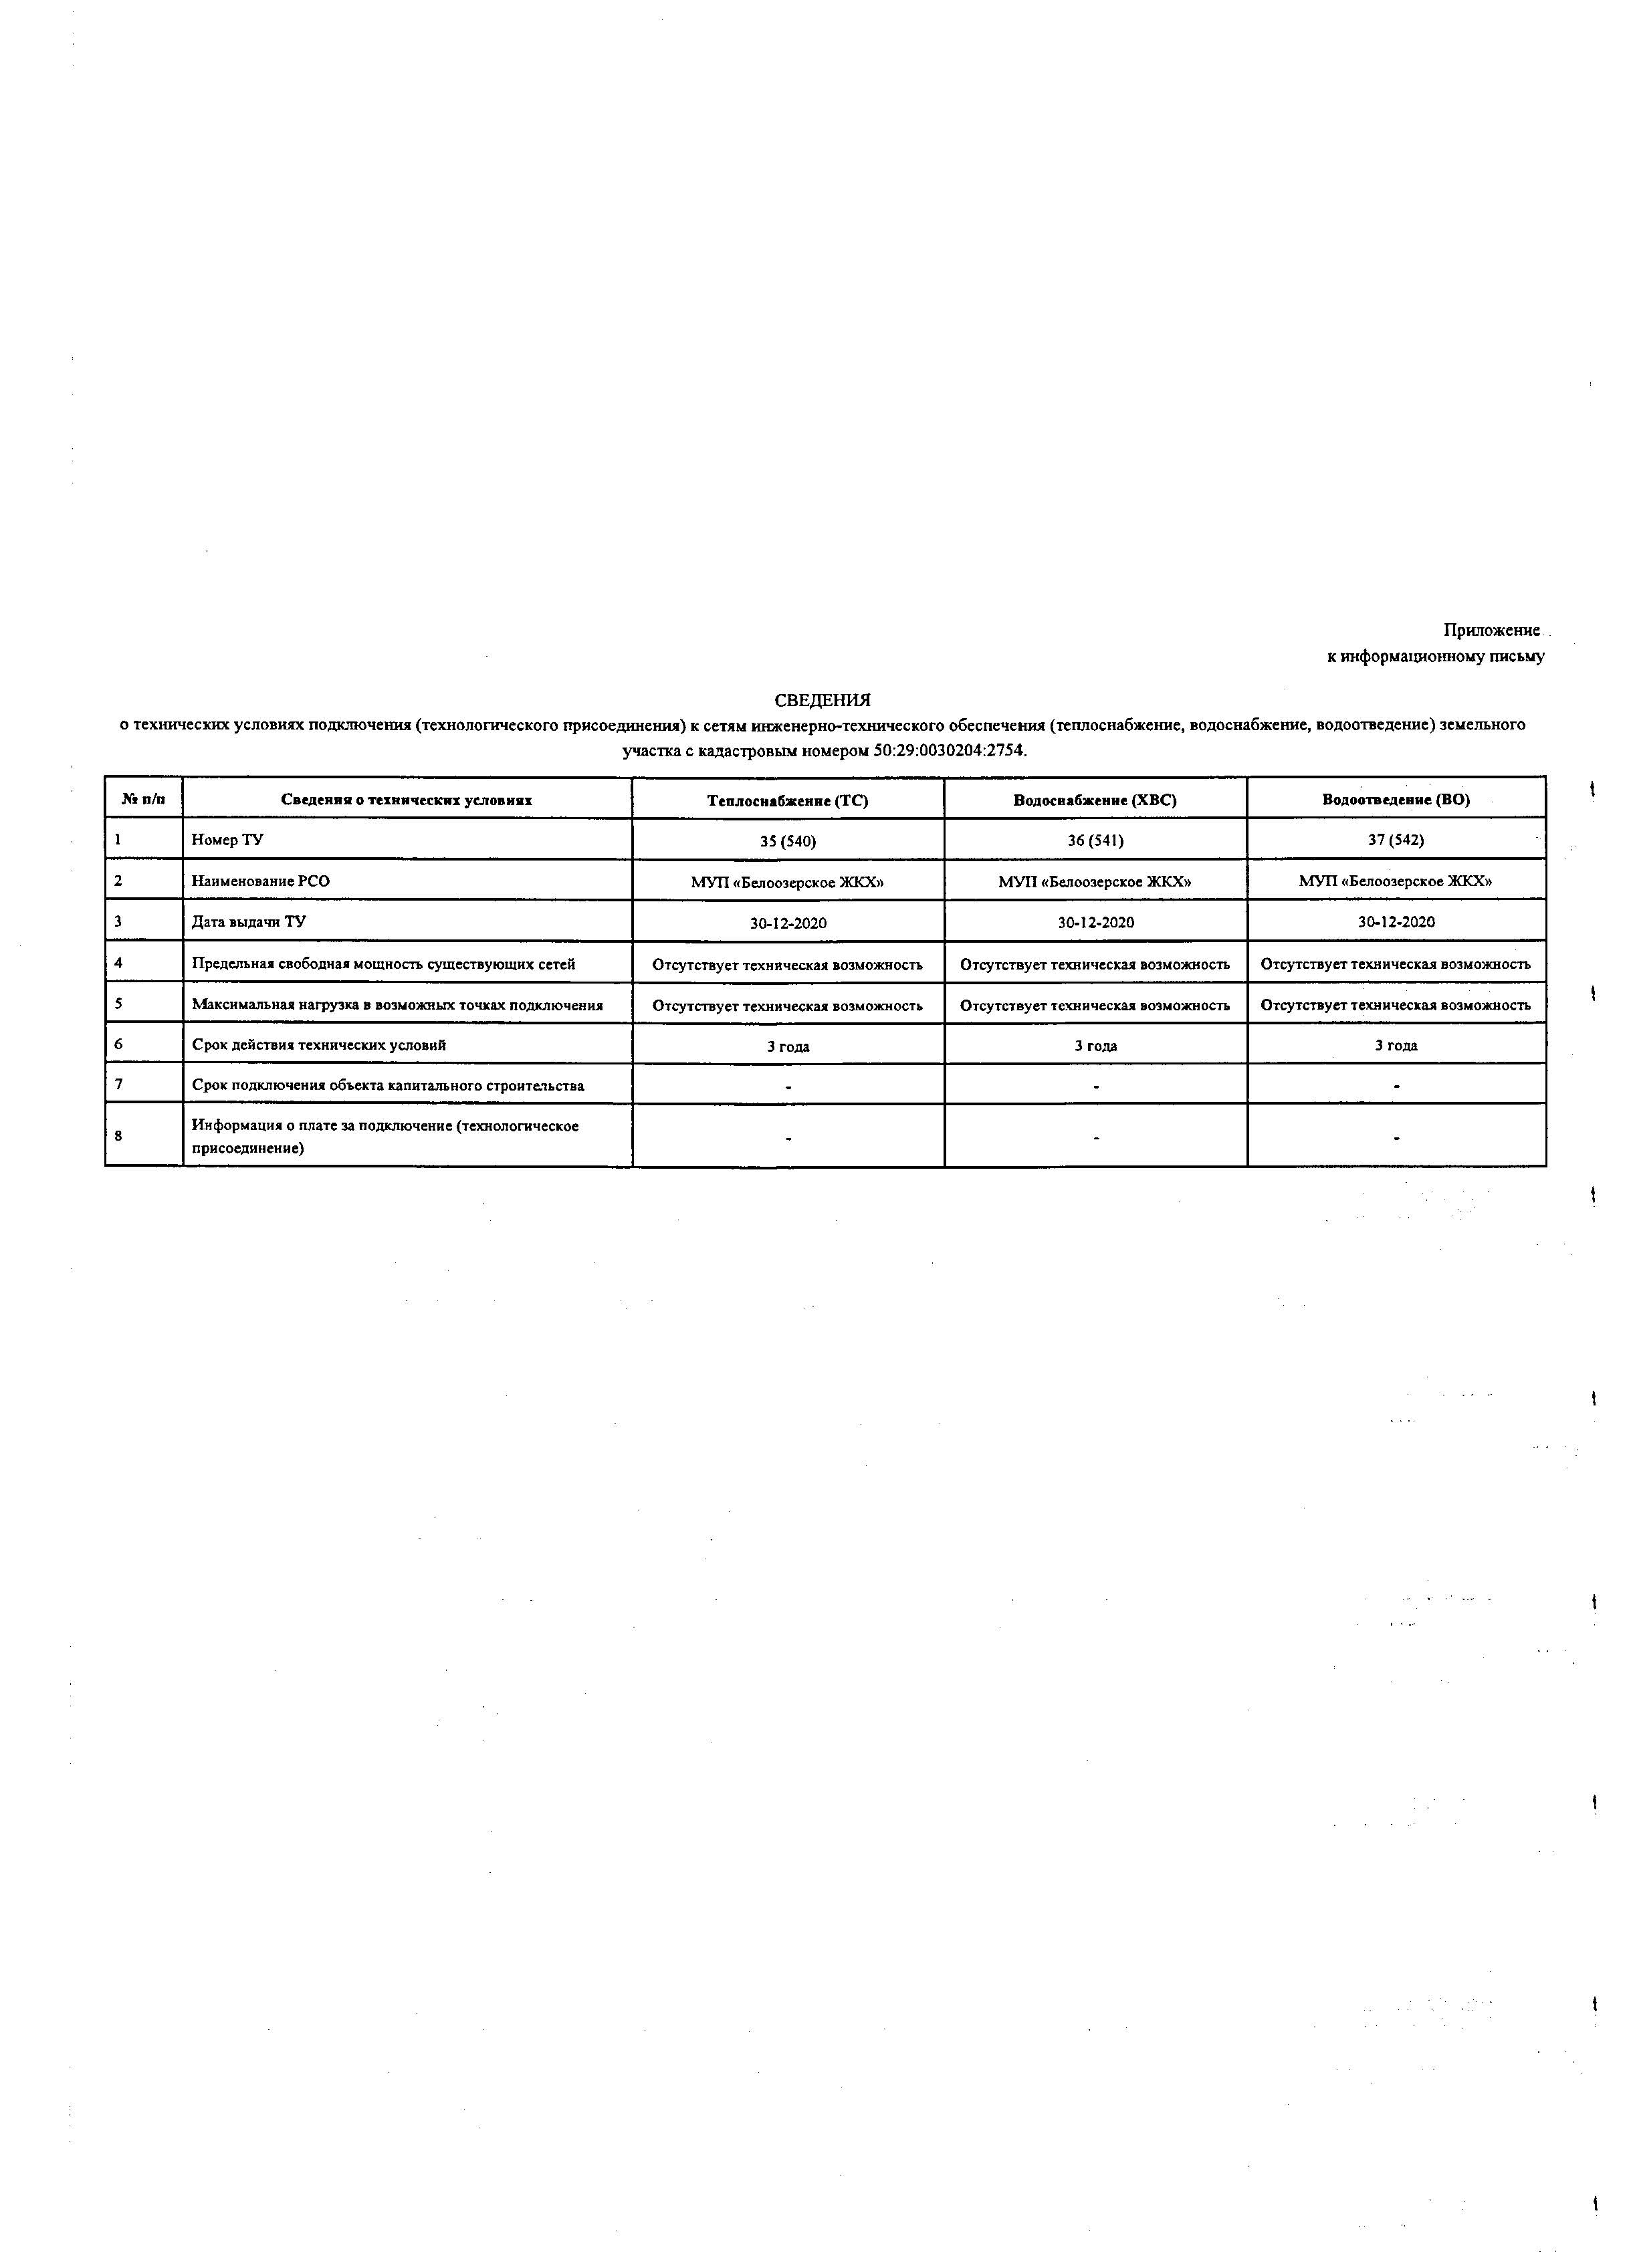 Приложение
к информационному письму
СВЕДЕНИЯ
о технических условиях подключения (технологического присоединения) к сетям инженерно-технического обеспечения (теплоснабжение, водоснабжение, водоотведение) земельного
участка с кадастровым номером 50:29:0030204:2754.
№ п/п Сведения о технических условиях Теплоснабжение (ТС) Водоснабжение (ХВС) Водоотведение (ВО)
1 Номер ТУ 35 (540) 36 (541) 37 (542)
2 Наименование РСО МУП «Белоозерское ЖКХ» МУП «Белоозерское ЖКХ» МУП «Белоозерское ЖКХ»
3 Дата выдачи ТУ 30-12-2020 30-12-2020 30-12-2020
4 Предельная свободная мощность существующих сетей Отсутствует техническая возможность Отсутствует техническая возможность Отсутствует техническая возможность
5 Максимальная нагрузка в возможных точках подключения Отсутствует техническая возможность Отсутствует техническая возможность Отсутствует техническая возможность
6 Срок действия технических условий 3 года 3 года 3 года
7 Срок подключения объекта капитального строительства - - -
8 Информация о плате за подключение (технологическое
присоединение) - - -